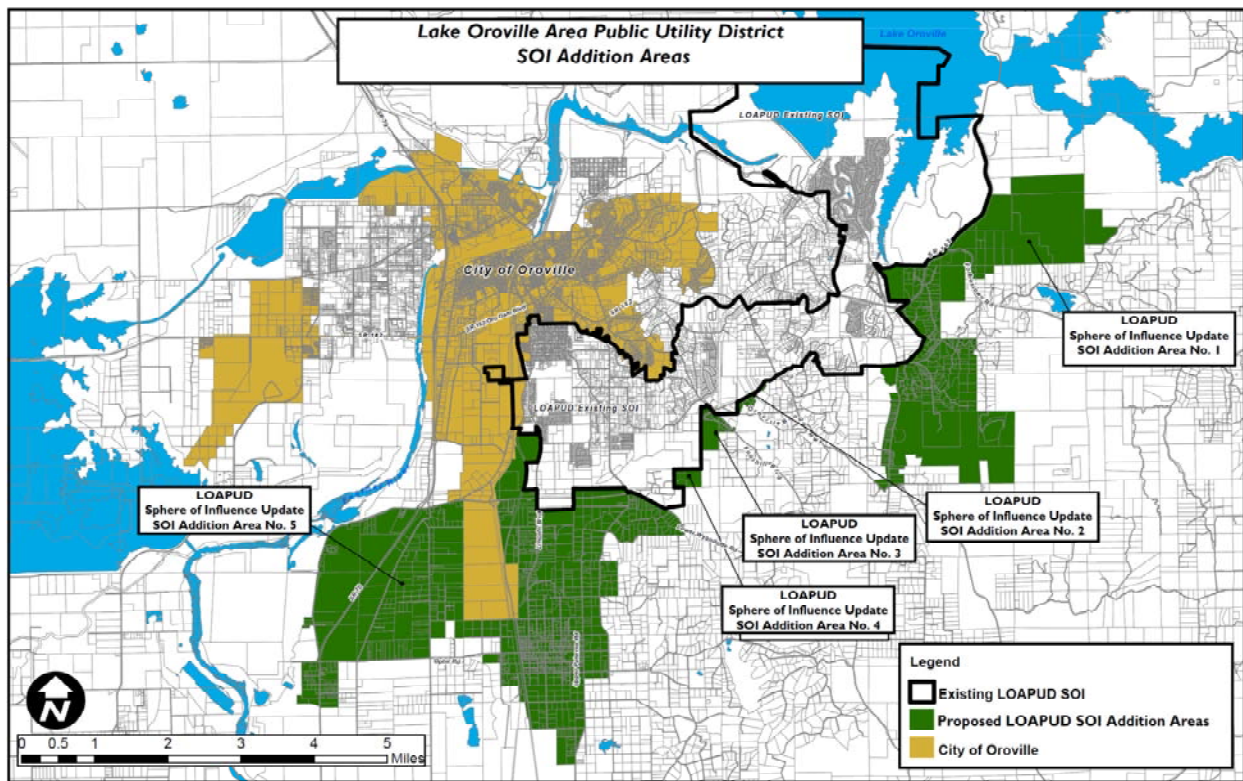 Lake Oroville Area Public Utility District
SOI Addition Areas
Lake Oroville
LOAPUD Existing SOI
City of Oroville
SR 162
LOAPUD Existing SOI
LOAPUD
Sphere of Influence Update
SOI Addition Area No. 1
LOAPUD
Sphere of Influence Update
SOI Addition Area No. 5
LOAPUD
Sphere of Influence Update
SOI Addition Area No. 2
LOAPUD
Sphere of Influence Update
SOI Addition Area No. 3
LOAPUD
Sphere of Influence Update
SOI Addition Area No. 4
SR 70
Legend
Existing LOAPUD SOI
Proposed LOAPUD SOI Addition Areas
City of Oroville
N
0 0.5 1 2 3 4 5
Miles